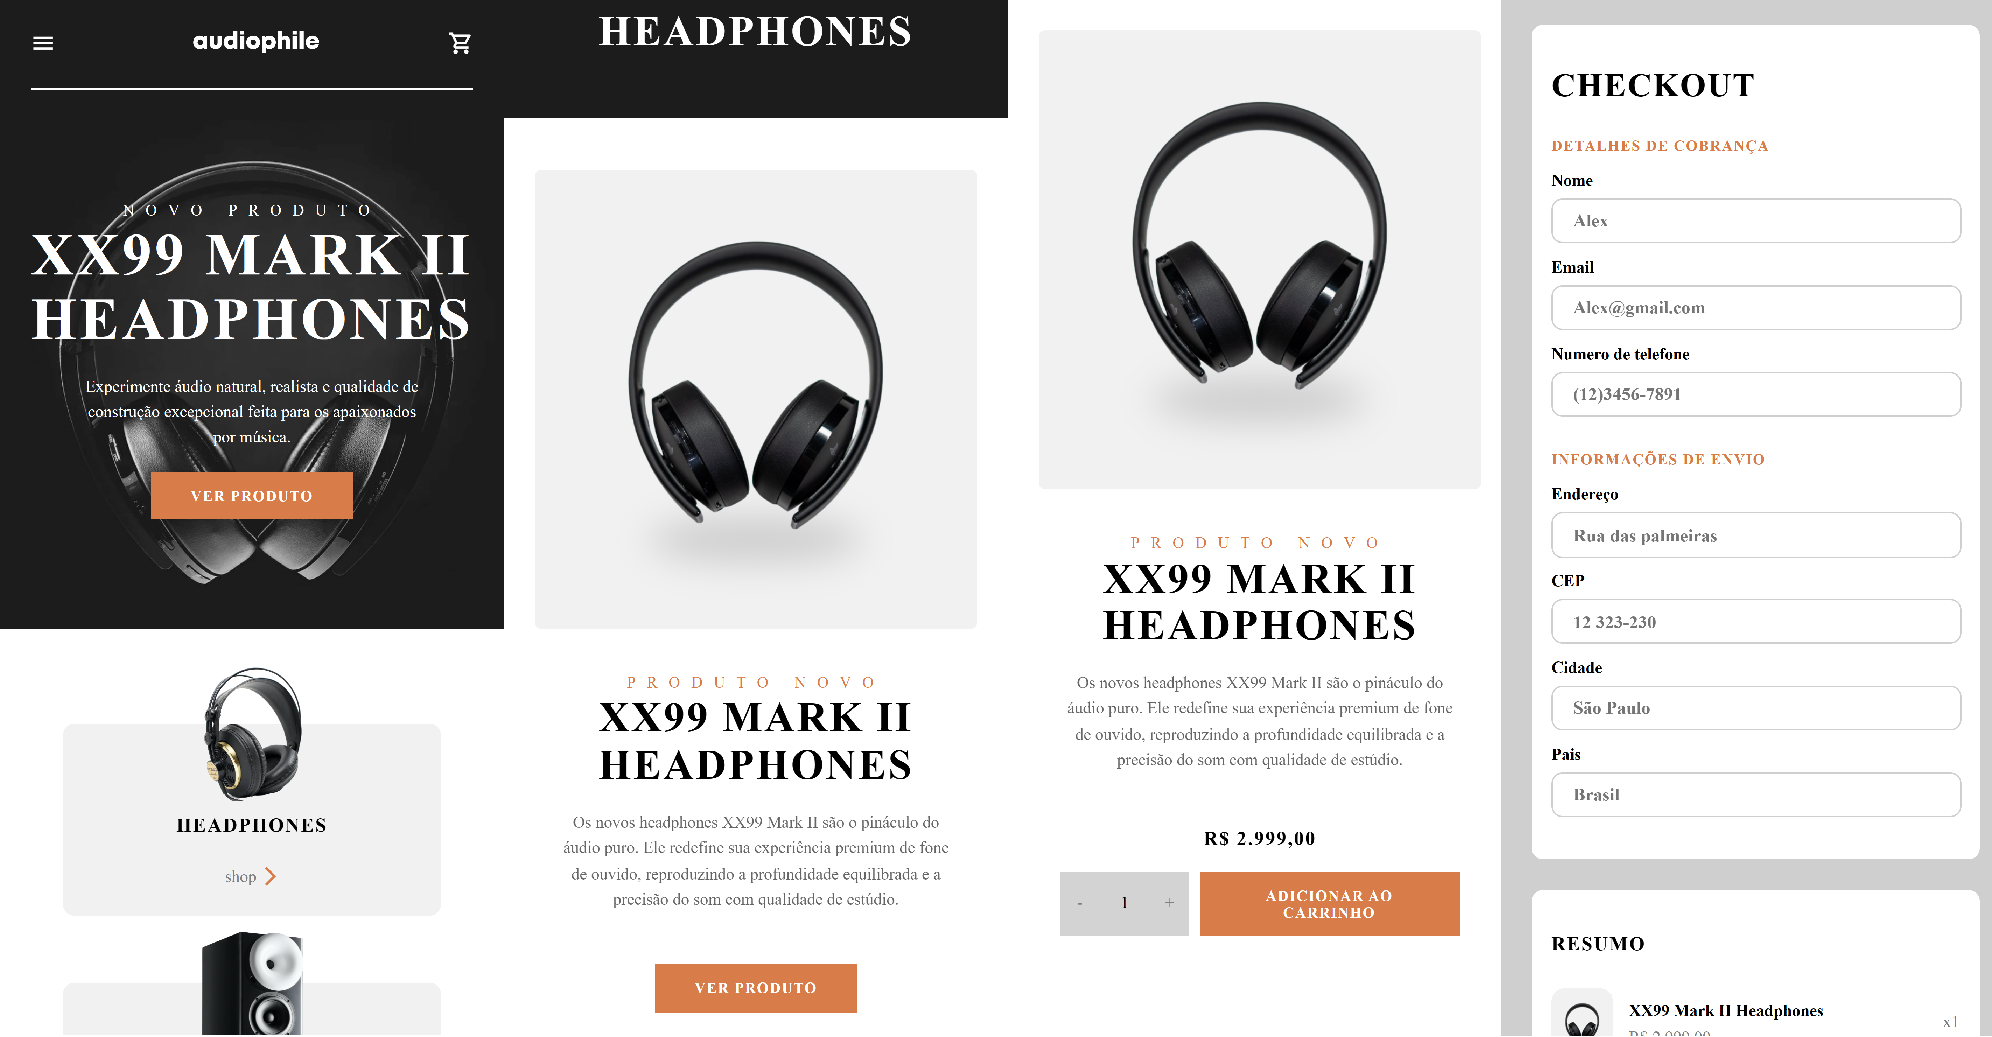 audiophile
NOVO PRODUTO
XX99 MARK II
HEADPHONES
Experimente áudio natural, realista e qualidade de
construção excepcional feita para os apaixonados
por música.
VER PRODUTO
HEADPHONES
shop
HEADPHONES
PRODUTO NOVO
XX99 MARK II
HEADPHONES
Os novos headphones XX99 Mark II são o pináculo do
áudio puro. Ele redefine sua experiência premium de fone
de ouvido, reproduzindo a profundidade equilibrada e a
precisão do som com qualidade de estúdio.
VER PRODUTO
PRODUTO NOVO
XX99 MARK II
HEADPHONES
Os novos headphones XX99 Mark II são o pináculo do
áudio puro. Ele redefine sua experiência premium de fone
de ouvido, reproduzindo a profundidade equilibrada e a
precisão do som com qualidade de estúdio.
R$ 2.999,00
- 1 +
ADICIONAR AO
CARRINHO
CHECKOUT
DETALHES DE COBRANÇA
Nome
Alex
Email
Alex@gmail.com
Numero de telefone
(12)3456-7891
INFORMAÇÕES DE ENVIO
Endereço
Rua das palmeiras
CEP
12 323-230
Cidade
São Paulo
Pais
Brasil
RESUMO
XX99 Mark II Headphones
x1
R$ 2.999,00